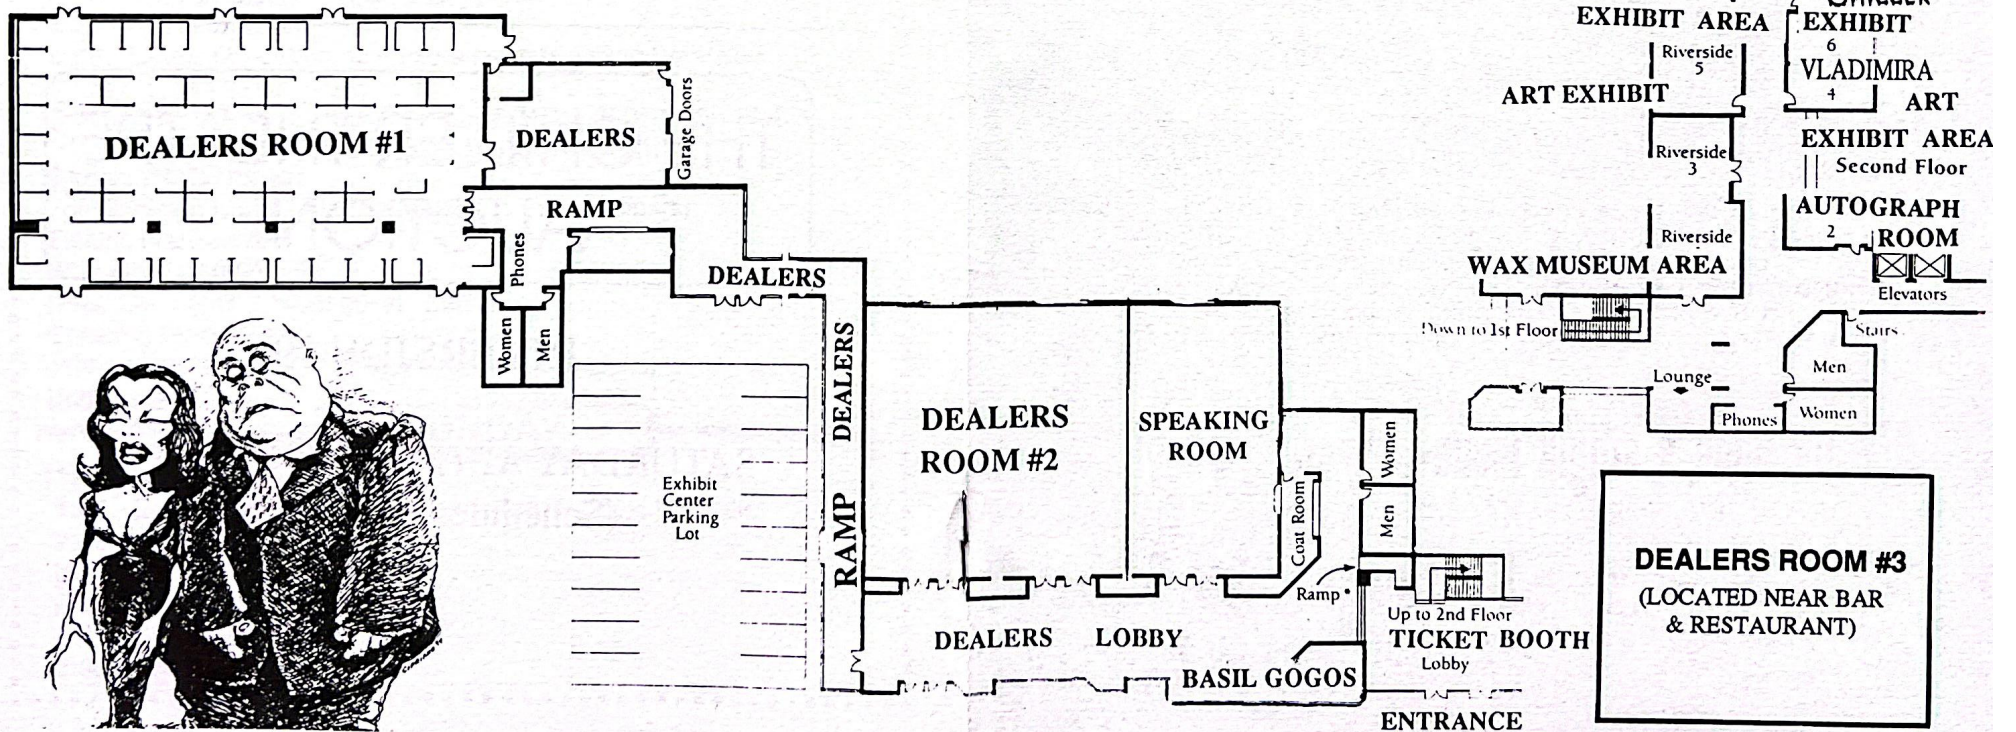 DEALERS ROOM #1
DEALERS
Garage Doors
RAMP
Phones
Women
Men
DEALERS
DEALERS
RAMP
Exhibit
Center
Parking
Lot
DEALERS
ROOM #2
SPEAKING
ROOM
Coat Room
Women
Men
Ramp
Up to 2nd Floor
DEALERS LOBBY
TICKET BOOTH
Lobby
BASIL GOGOS
ENTRANCE
EXHIBIT AREA
EXHIBIT
Riverside
5
6
VLADIMIRA
4
ART EXHIBIT
ART
EXHIBIT AREA
Second Floor
Riverside
3
AUTOGRAPH
2
ROOM
Riverside
WAX MUSEUM AREA
Elevators
Down to 1st Floor
Stairs
Men
Lounge
Phones
Women
DEALERS ROOM #3
(LOCATED NEAR BAR
& RESTAURANT)